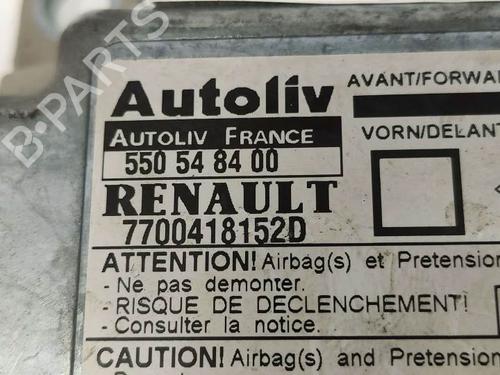 B-PARTS
Autoliv
AUTOLIV FRANCE
550 54 84 00
RENAULT
7700418152D
AVANT/FORWA
VORN/DELANT
ATTENTION! Airbag(s) et Pretension
- Ne pas demonter.
- RISQUE DE DECLENCHEMENT!
- Consulter la notice.
CAUTION! Airbag(s) and Pretension